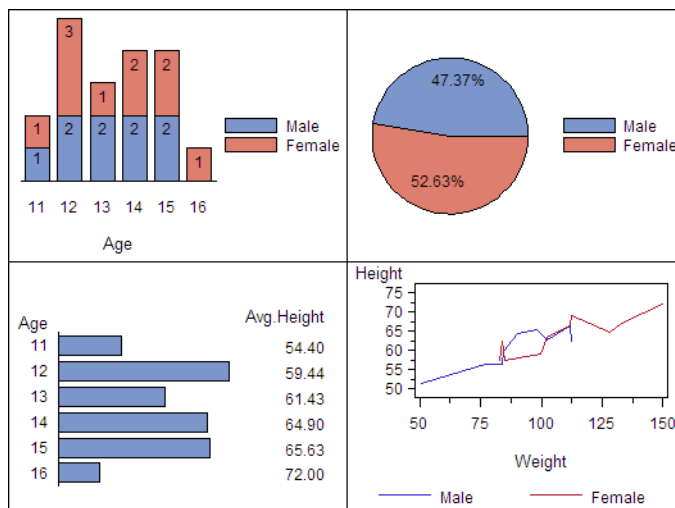 3
2 2
1
1
2 2 2 2
1
1
11 12 13 14 15 16
Age
Male
Female
47.37%
52.63%
Male
Female
Age Avg.Height
11 54.40
12 59.44
13 61.43
14 64.90
15 65.63
16 72.00
Height
75
70
65
60
55
50
50 75 100 125 150
Weight
Male Female